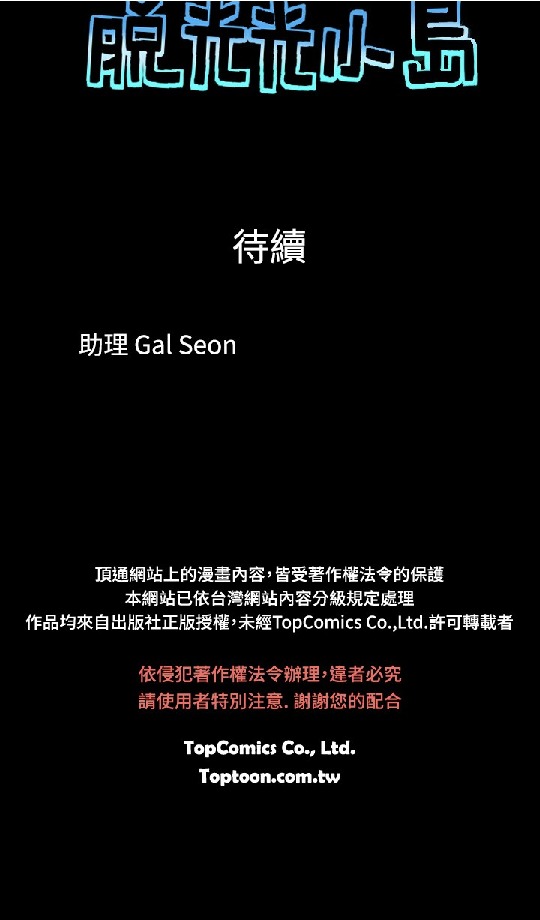 脫光光小島
待續
助理 Gal Seon
頂通網站上的漫畫內容,皆受著作權法令的保護
本網站已依台灣網站內容分級規定處理
作品均來自出版社正版授權,未經TopComics Co.,Ltd.許可轉載者
依侵犯著作權法令辦理,違者必究
請使用者特別注意. 謝謝您的配合
TopComics Co., Ltd.
Toptoon.com.tw